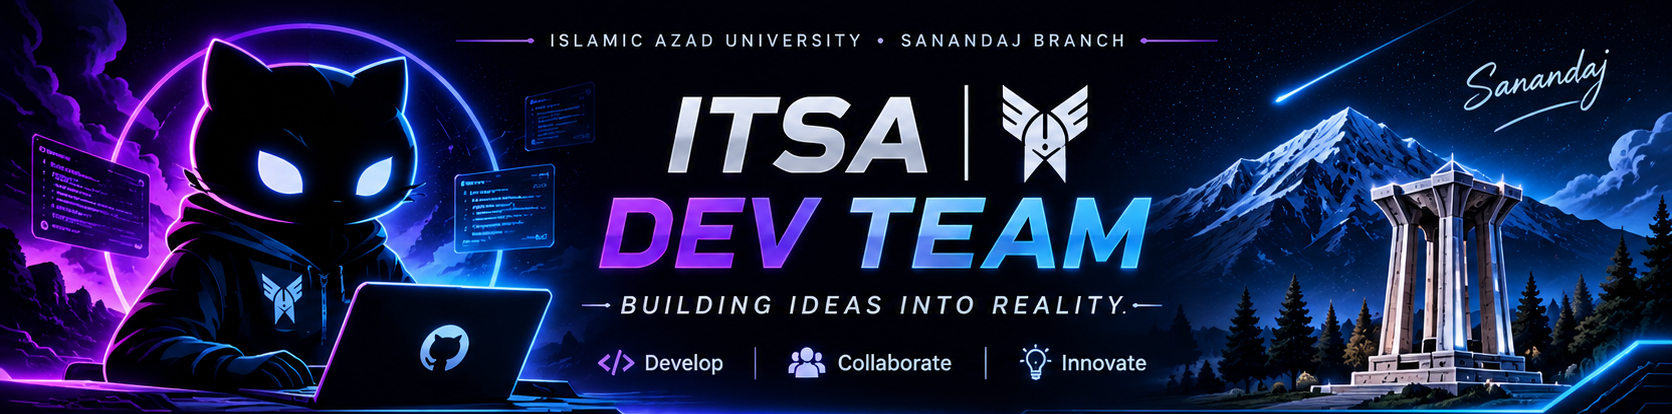 ISLAMIC AZAD UNIVERSITY • SANANDAJ BRANCH
Sanandaj
ITSA
DEV TEAM
BUILDING IDEAS INTO REALITY.
</> Develop | Collaborate | Innovate